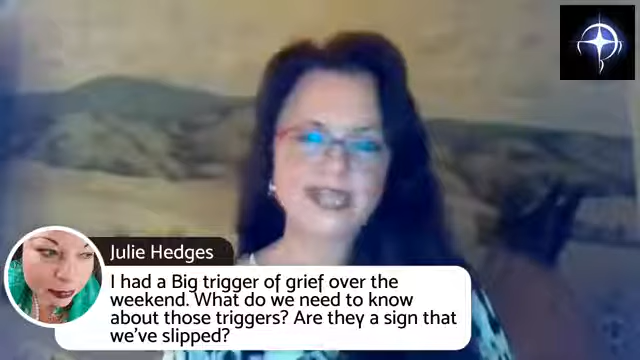 Julie Hedges
I had a Big trigger of grief over the
weekend. What do we need to know
about those triggers? Are they a sign that
we've slipped?